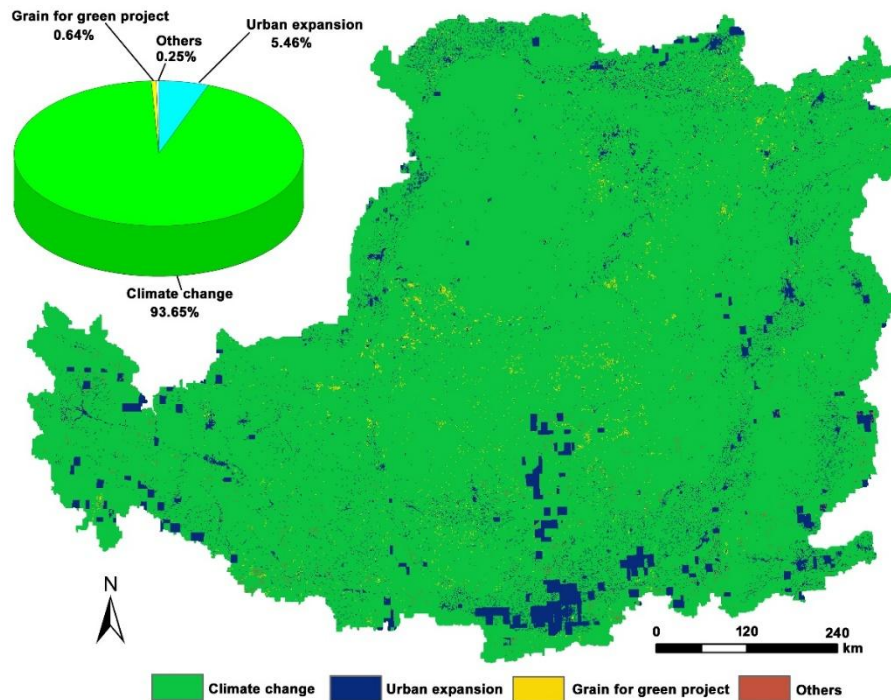 Grain for green project
0.64%
Others
0.25%
Urban expansion
5.46%
Climate change
93.65%
N
0 120 240
km
Climate change Urban expansion Grain for green project Others